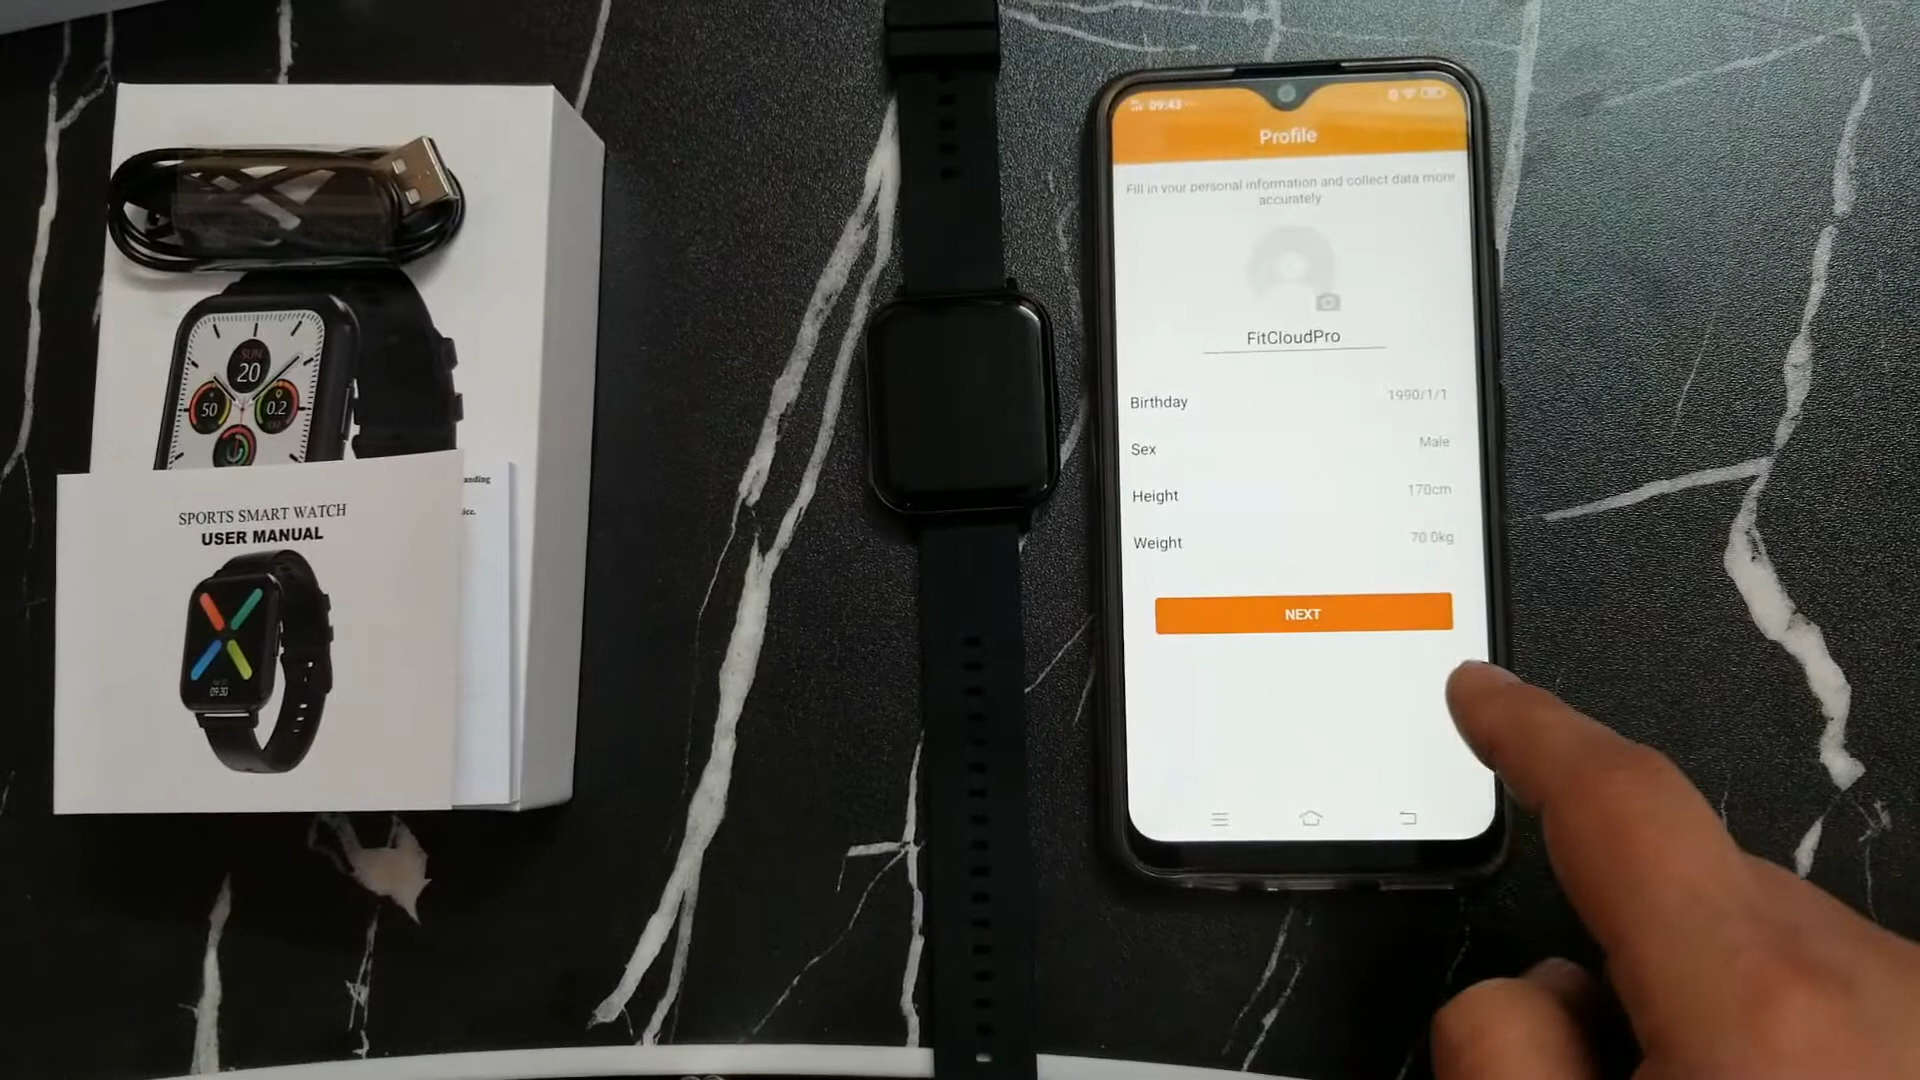 SUN
20
50
0.2
anding
ice.
SPORTS SMART WATCH
USER MANUAL
09:30
09:43
Profile
Fill in your personal information and collect data more
accurately
FitCloudPro
Birthday 1990/1/1
Sex Male
Height 170cm
Weight 70.0kg
NEXT